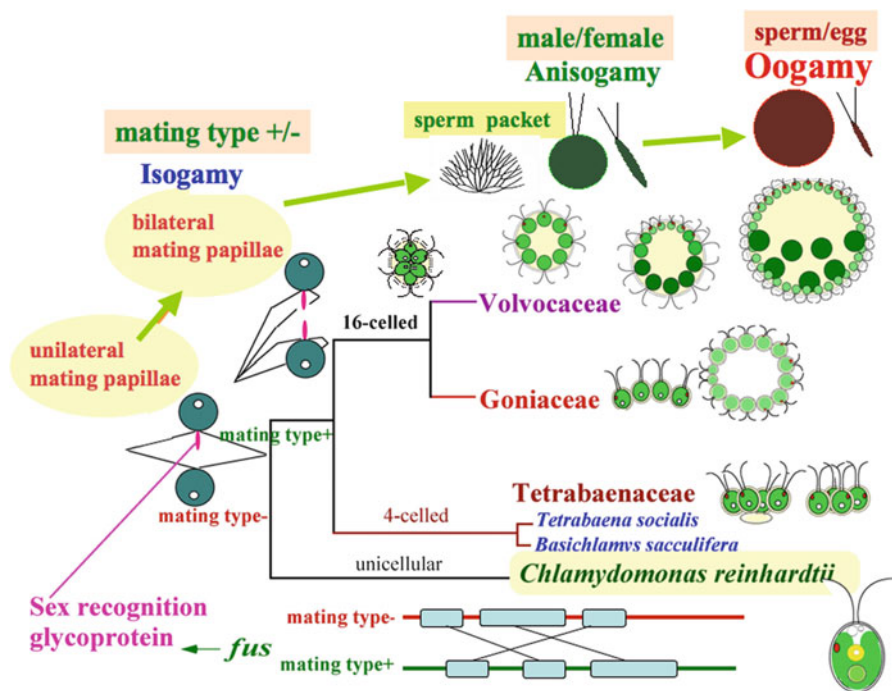 male/female
Anisogamy
sperm/egg
Oogamy
sperm packet
mating type +/-
Isogamy
bilateral
mating papillae
unilateral
mating papillae
16-celled
Volvocaceae
Goniaceae
mating type+
mating type-
Tetrabaenaceae
4-celled
Tetrabaena socialis
Basichlamys sacculifera
unicellular
Chlamydomonas reinhardtii
Sex recognition
glycoprotein
fus
mating type-
mating type+